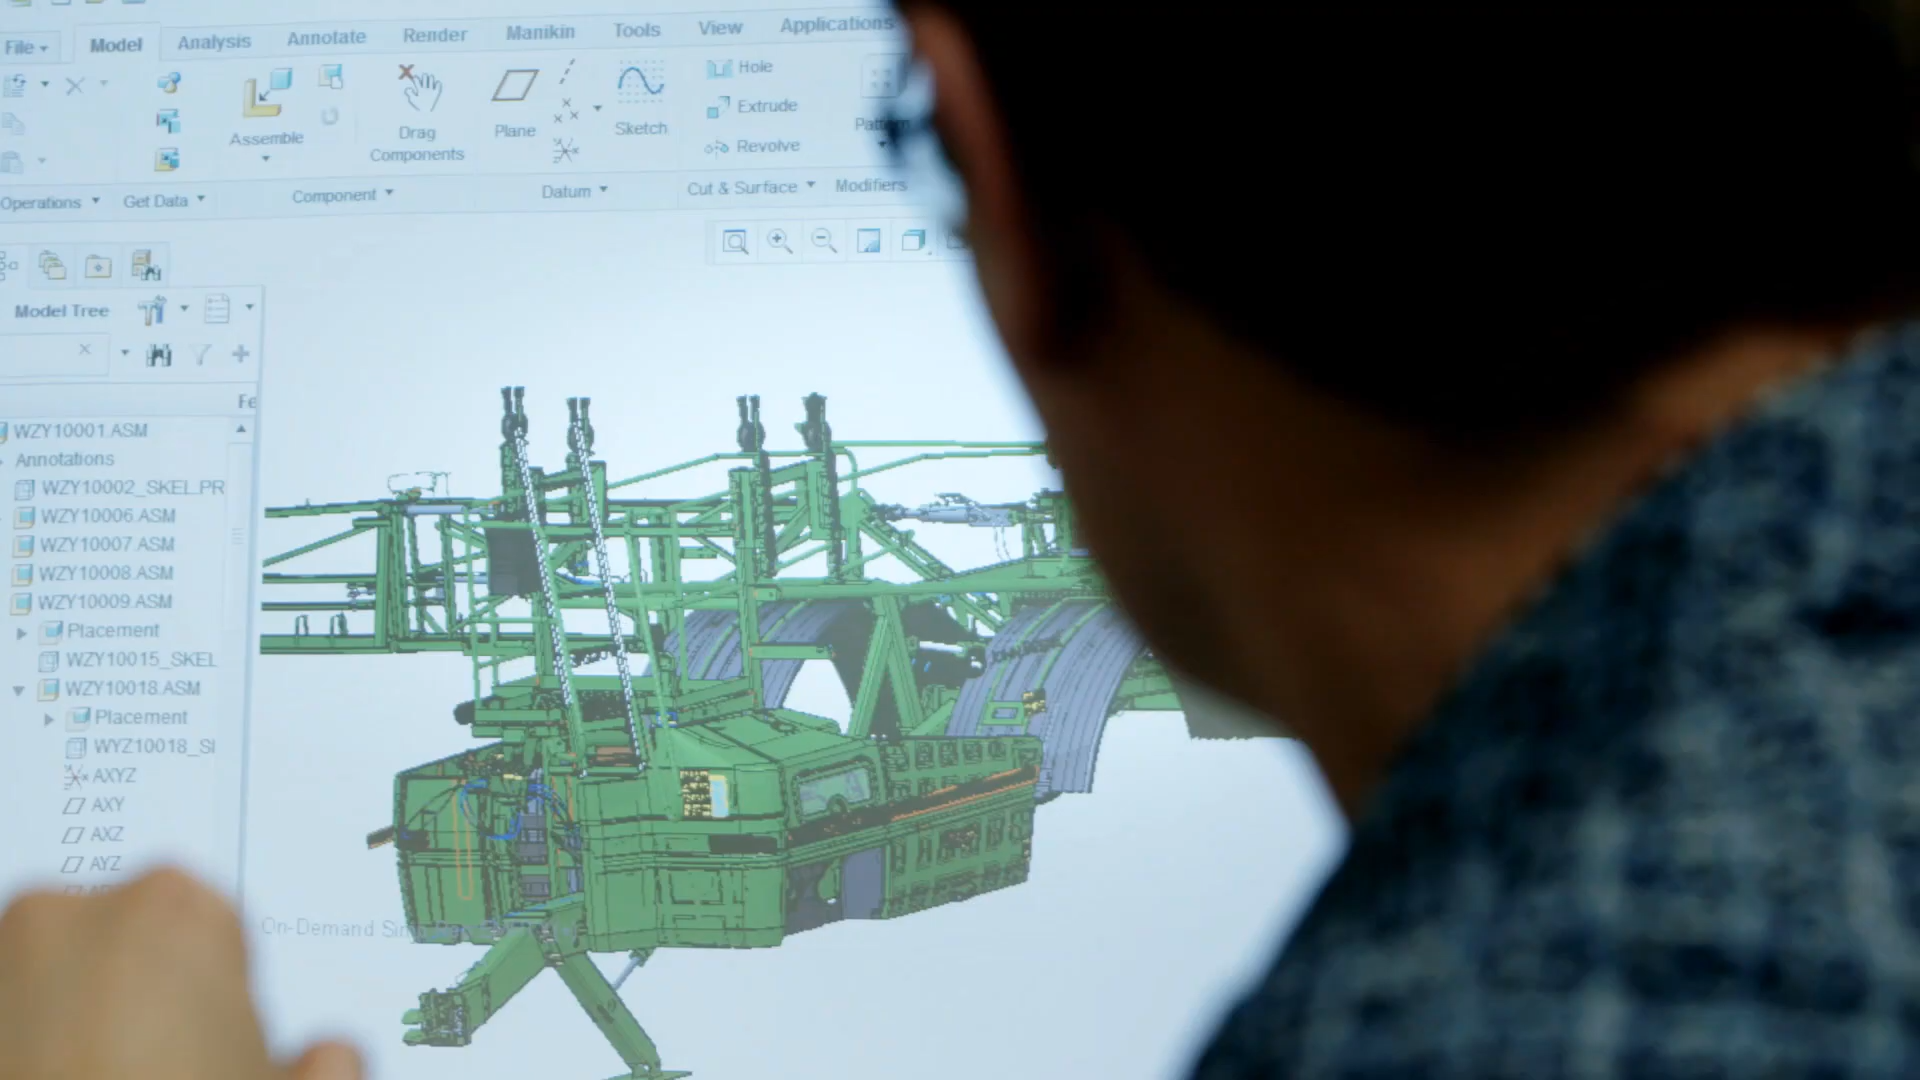 File Model Analysis Annotate Render Manikin Tools View Applications
Hole
Extrude
Revolve
Assemble
Drag
Components
Plane
Sketch
Operations Get Data Component Datum Cut & Surface Modifiers
Model Tree
Fe
WZY10001.ASM
Annotations
WZY10002_SKEL.PR
WZY10006.ASM
WZY10007.ASM
WZY10008.ASM
WZY10009.ASM
Placement
WZY10015_SKEL
WZY10018.ASM
Placement
WYZ10018_SI
AXYZ
AXY
AXZ
AYZ
On-Demand